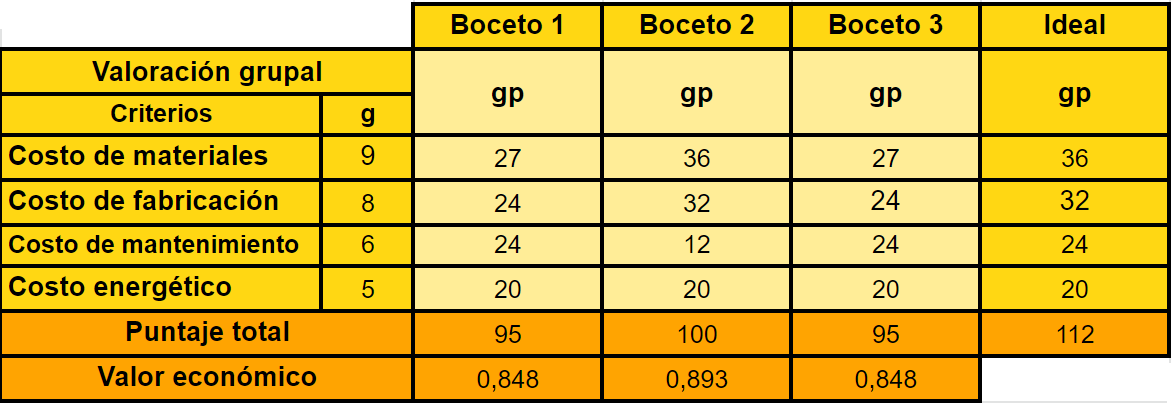 Boceto 1 Boceto 2 Boceto 3 Ideal
Valoración grupal gp gp gp gp
Criterios g
Costo de materiales 9 27 36 27 36
Costo de fabricación 8 24 32 24 32
Costo de mantenimiento 6 24 12 24 24
Costo energético 5 20 20 20 20
Puntaje total 95 100 95 112
Valor económico 0,848 0,893 0,848